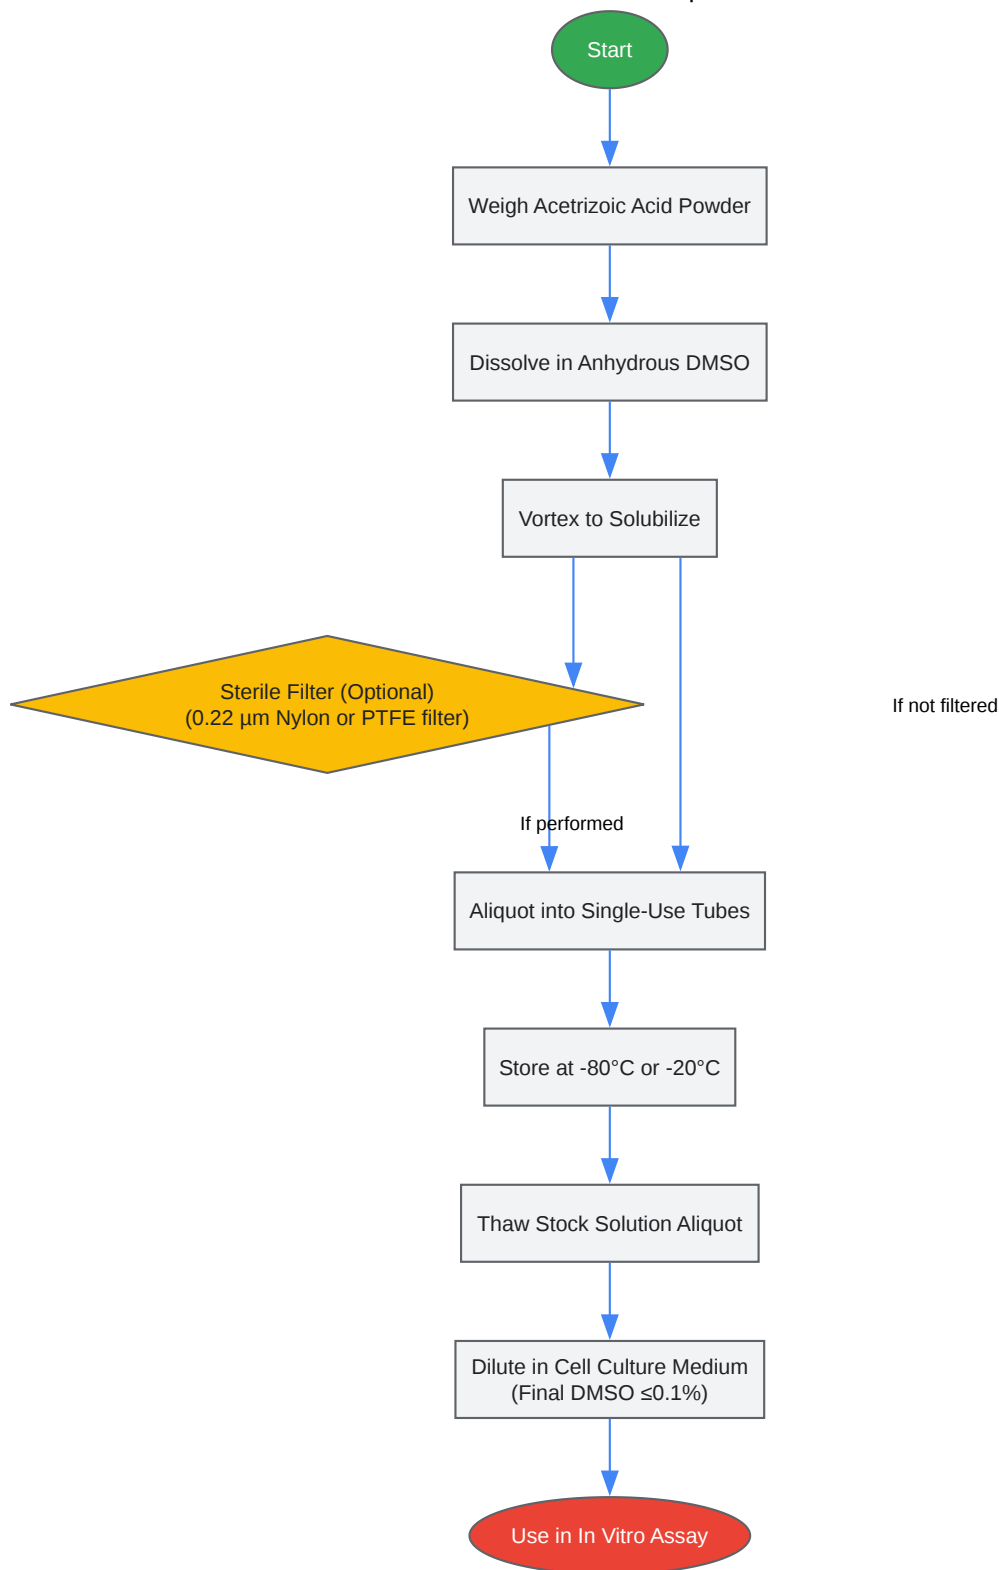 Start
Weigh Acetrizoic Acid Powder
Dissolve in Anhydrous DMSO
Vortex to Solubilize
Sterile Filter (Optional)
(0.22 µm Nylon or PTFE filter)
If not filtered
If performed
Aliquot into Single-Use Tubes
Store at -80°C or -20°C
Thaw Stock Solution Aliquot
Dilute in Cell Culture Medium
(Final DMSO ≤0.1%)
Use in In Vitro Assay